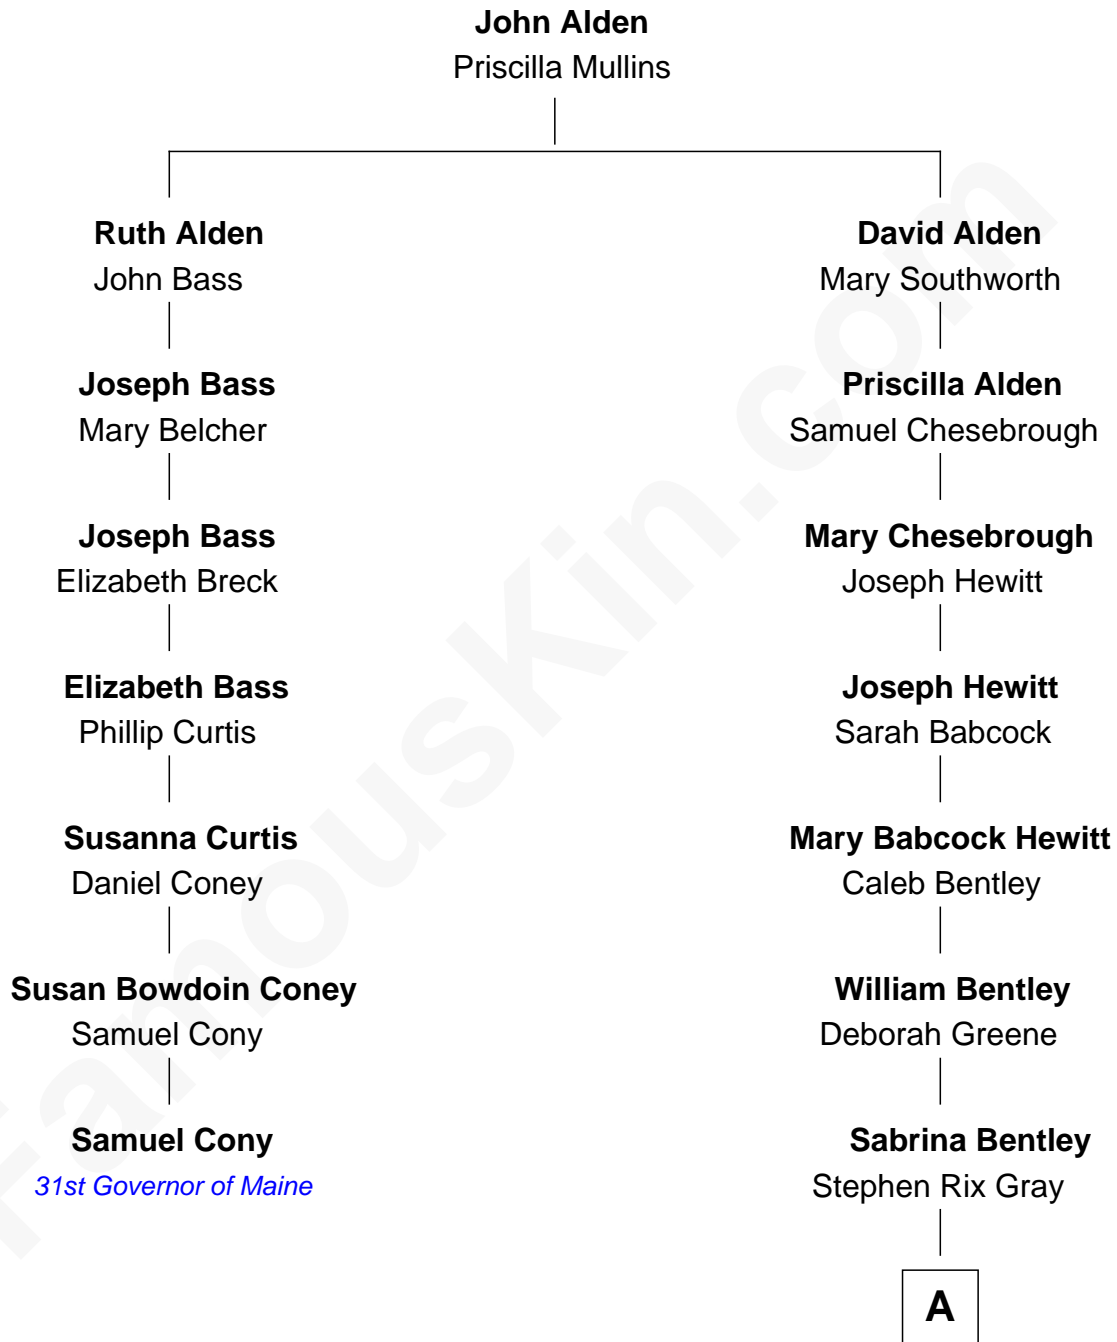 John Alden
Priscilla Mullins
Ruth Alden
John Bass
David Alden
Mary Southworth
Joseph Bass
Mary Belcher
Priscilla Alden
Samuel Chesebrough
Joseph Bass
Elizabeth Breck
Mary Chesebrough
Joseph Hewitt
Elizabeth Bass
Phillip Curtis
Joseph Hewitt
Sarah Babcock
Susanna Curtis
Daniel Coney
Mary Babcock Hewitt
Caleb Bentley
Susan Bowdoin Coney
Samuel Cony
William Bentley
Deborah Greene
Samuel Cony
31st Governor of Maine
Sabrina Bentley
Stephen Rix Gray
A
FamousKin.com